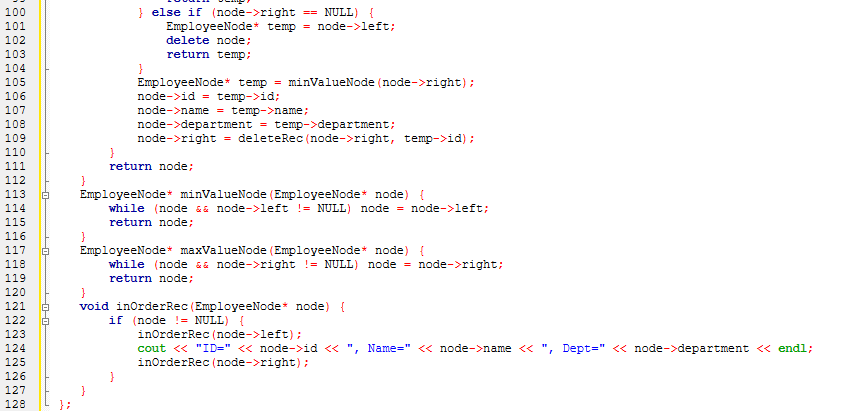 return temp;
100 } else if (node->right == NULL) {
101 EmployeeNode* temp = node->left;
102 delete node;
103 return temp;
104 }
105 EmployeeNode* temp = minValueNode(node->right);
106 node->id = temp->id;
107 node->name = temp->name;
108 node->department = temp->department;
109 node->right = deleteRec(node->right, temp->id);
110 }
111 return node;
112 }
113 EmployeeNode* minValueNode(EmployeeNode* node) {
114 while (node && node->left != NULL) node = node->left;
115 return node;
116 }
117 EmployeeNode* maxValueNode(EmployeeNode* node) {
118 while (node && node->right != NULL) node = node->right;
119 return node;
120 }
121 void inOrderRec(EmployeeNode* node) {
122 if (node != NULL) {
123 inOrderRec(node->left);
124 cout << "ID=" << node->id << ", Name=" << node->name << ", Dept=" << node->department << endl;
125 inOrderRec(node->right);
126 }
127 }
128 };